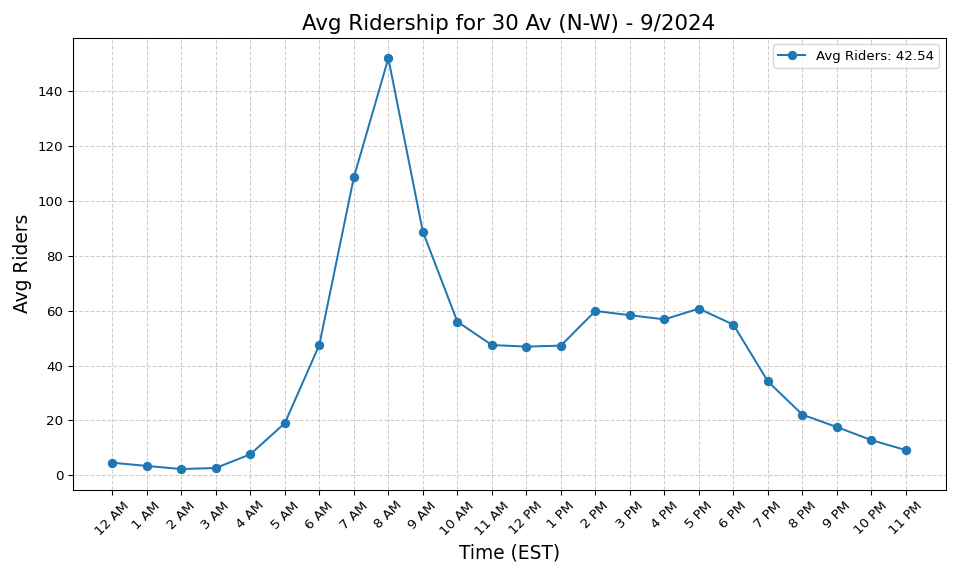 Avg Ridership for 30 Av (N-W) - 9/2024
Avg Riders: 42.54
Avg Riders
140
120
100
80
60
40
20
0
12 AM
1 AM
2 AM
3 AM
4 AM
5 AM
6 AM
7 AM
8 AM
9 AM
10 AM
11 AM
12 PM
1 PM
2 PM
3 PM
4 PM
5 PM
6 PM
7 PM
8 PM
9 PM
10 PM
11 PM
Time (EST)